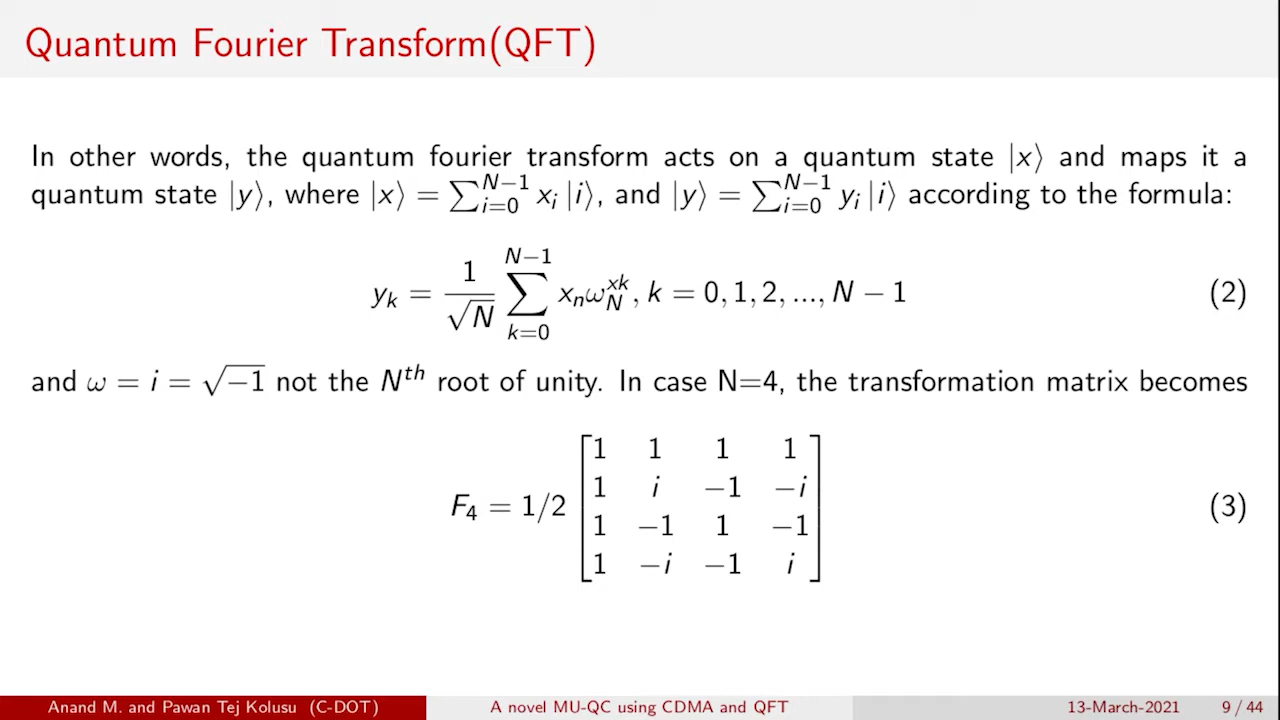 Quantum Fourier Transform(QFT)
In other words, the quantum fourier transform acts on a quantum state |x⟩ and maps it a
quantum state |y⟩, where |x⟩ = ∑_{i=0}^{N−1} x_i |i⟩, and |y⟩ = ∑_{i=0}^{N−1} y_i |i⟩ according to the formula:
y_k = \frac{1}{\sqrt{N}} ∑_{k=0}^{N−1} x_n ω_N^{xk}, k = 0, 1, 2, ..., N − 1 (2)
and ω = i = √−1 not the N^{th} root of unity. In case N=4, the transformation matrix becomes
F_4 = 1/2 [ 1 1 1 1
1 i −1 −i
1 −1 1 −1
1 −i −1 i ] (3)
Anand M. and Pawan Tej Kolusu (C-DOT) A novel MU-QC using CDMA and QFT 13-March-2021 9 / 44